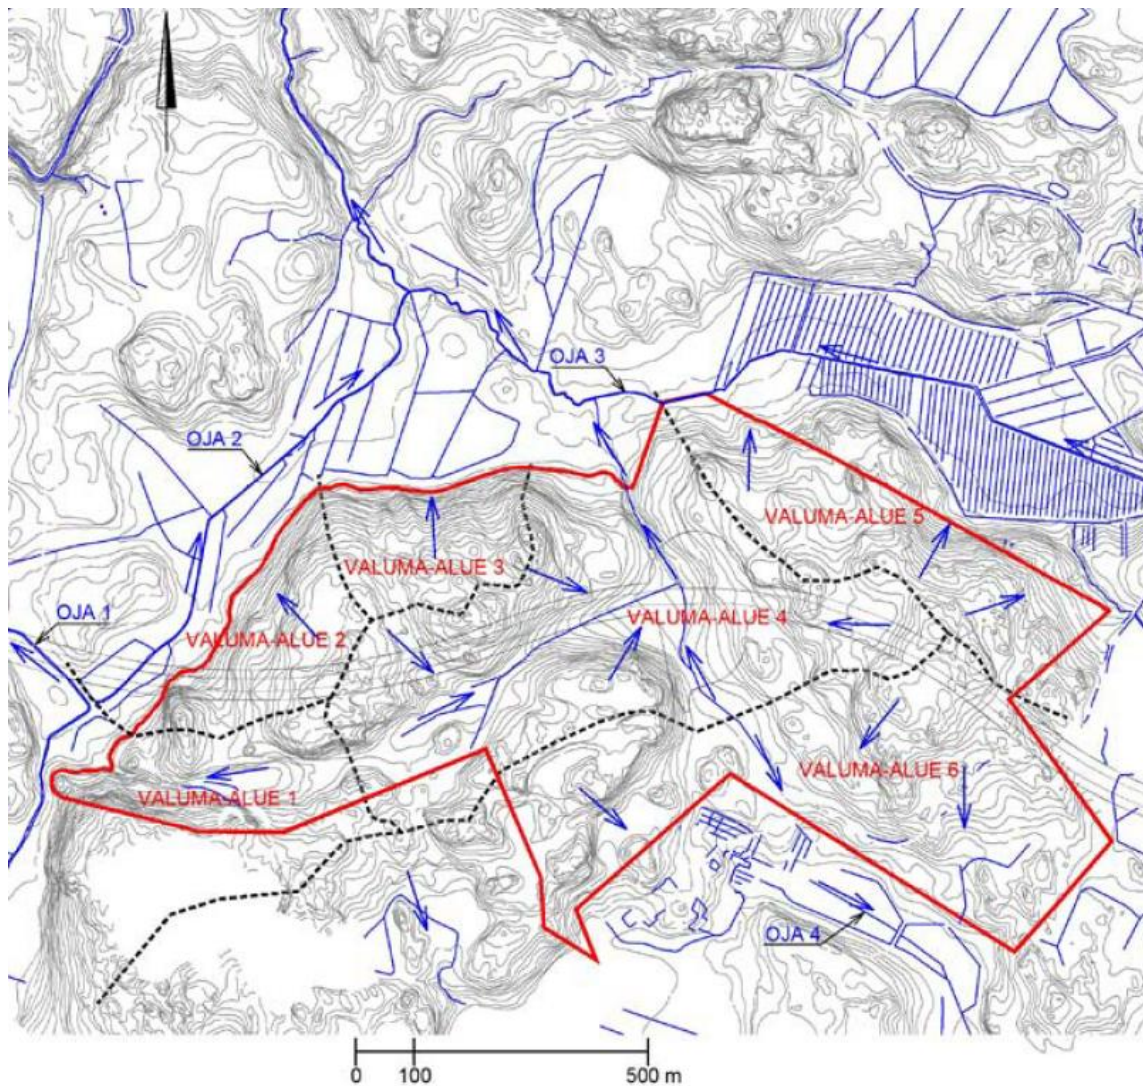 OJA 3
OJA 2
VALUMA-ALUE 5
VALUMA-ALUE 3
OJA 1
VALUMA-ALUE 2
VALUMA-ALUE 4
VALUMA-ALUE 6
VALUMA-ALUE 1
OJA 4
0 100 500 m